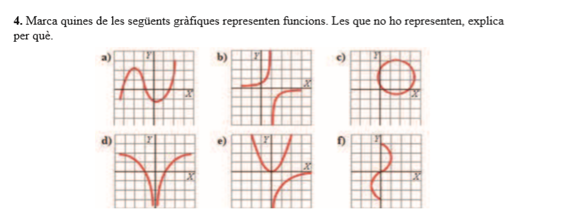 4. Marca quines de les següents gràfiques representen funcions. Les que no ho representen, explica
per què.
a) Y X b) Y X c) Y X
d) Y X e) Y X f) Y X